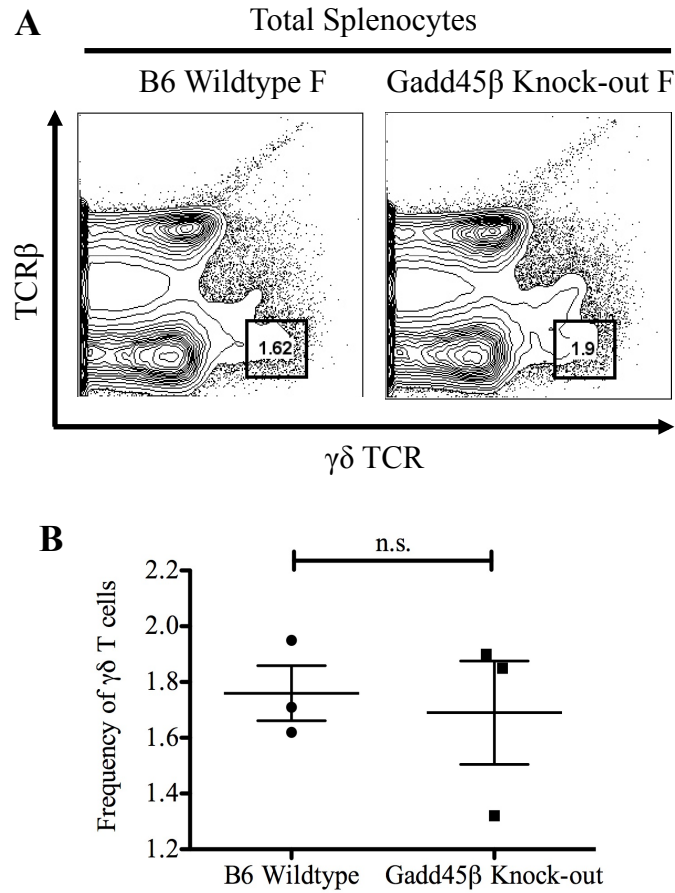 A
Total Splenocytes
B6 Wildtype F
Gadd45β Knock-out F
TCRβ
1.62
1.9
γδ TCR
B
n.s.
Frequency of γδ T cells
2.2
2.0
1.8
1.6
1.4
1.2
B6 Wildtype
Gadd45β Knock-out